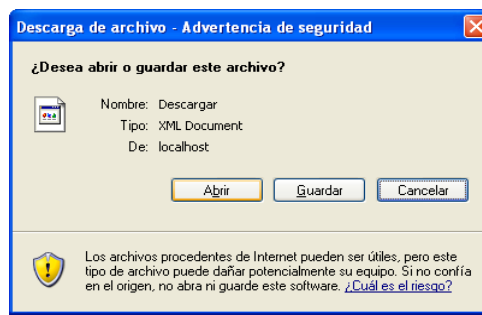 Descarga de archivo - Advertencia de seguridad
¿Desea abrir o guardar este archivo?
Nombre: Descargar
Tipo: XML Document
De: localhost
Abrir Guardar Cancelar
Los archivos procedentes de Internet pueden ser útiles, pero este
tipo de archivo puede dañar potencialmente su equipo. Si no confía
en el origen, no abra ni guarde este software. ¿Cuál es el riesgo?